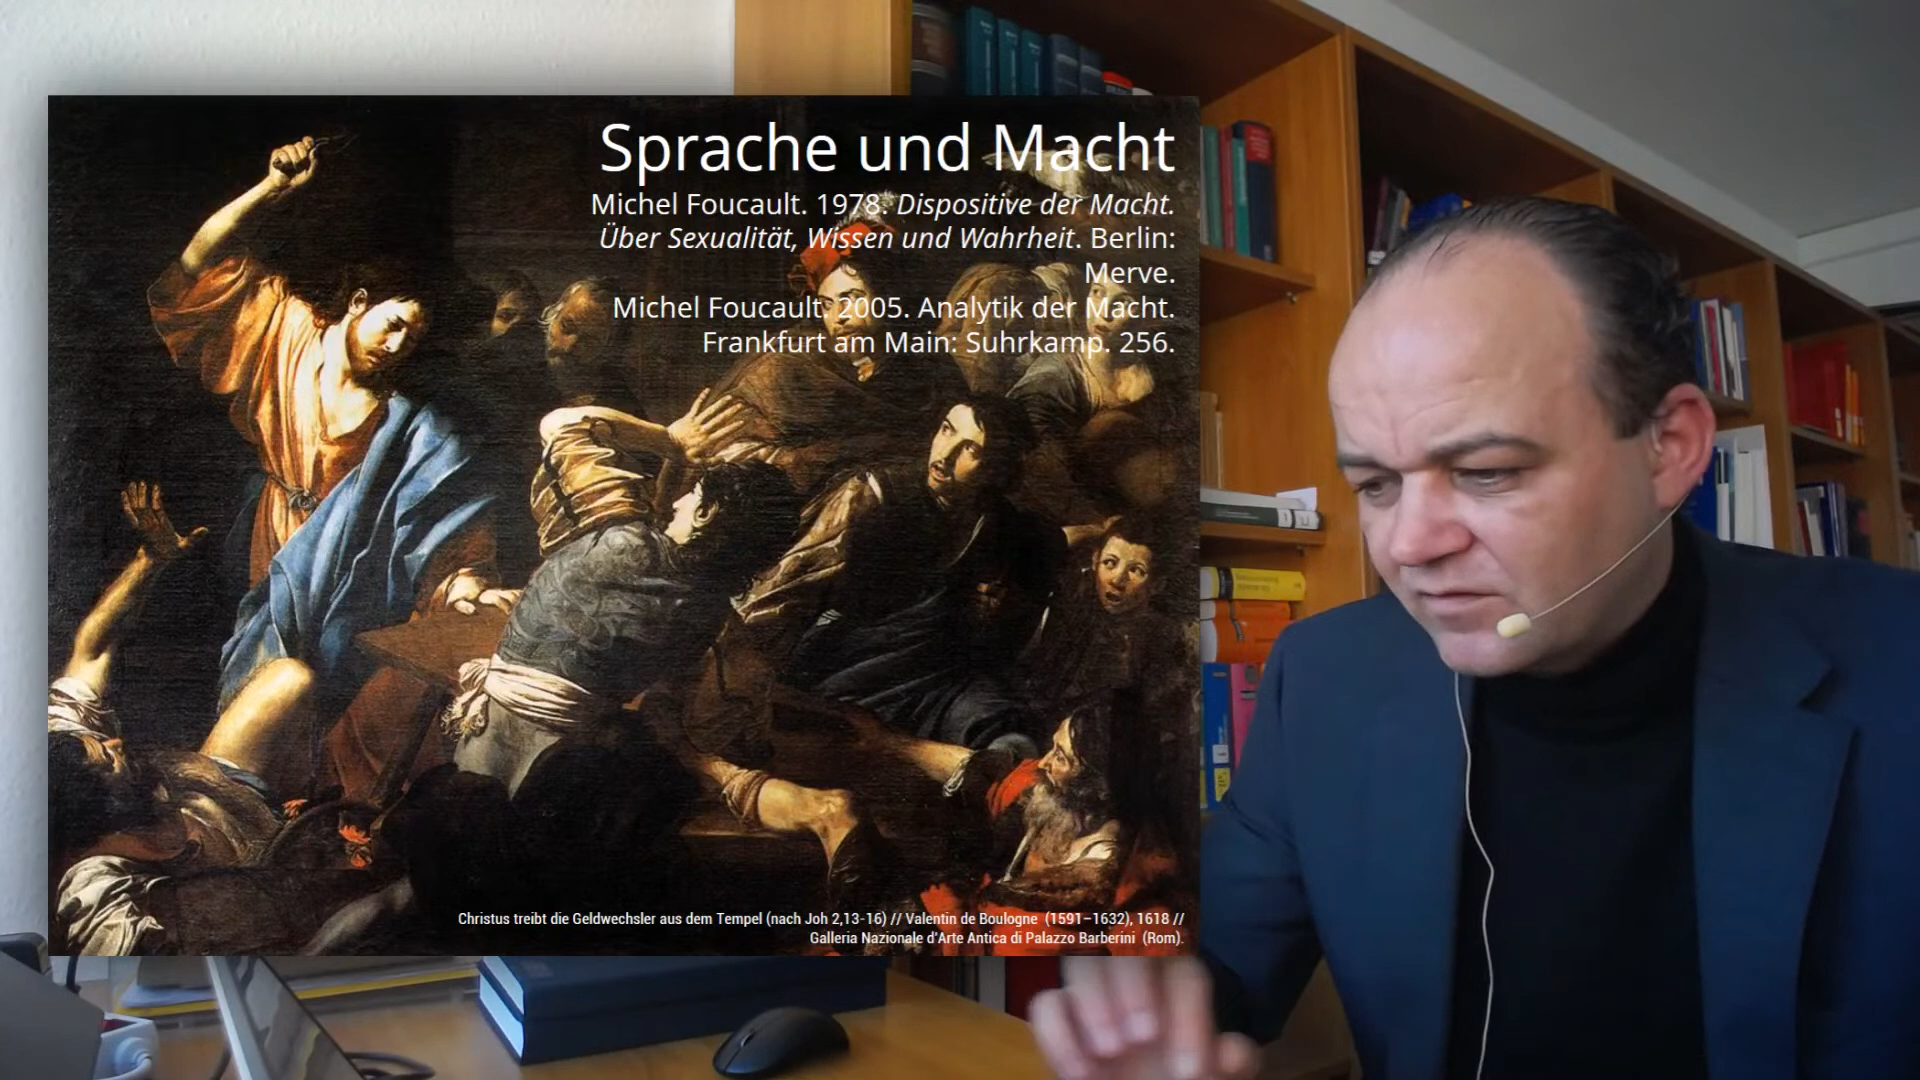 Sprache und Macht
Michel Foucault. 1978. Dispositive der Macht.
Über Sexualität, Wissen und Wahrheit. Berlin:
Merve.
Michel Foucault. 2005. Analytik der Macht.
Frankfurt am Main: Suhrkamp. 256.
Christus treibt die Geldwechsler aus dem Tempel (nach Joh 2,13-16) // Valentin de Boulogne (1591–1632), 1618 //
Galleria Nazionale d'Arte Antica di Palazzo Barberini (Rom).